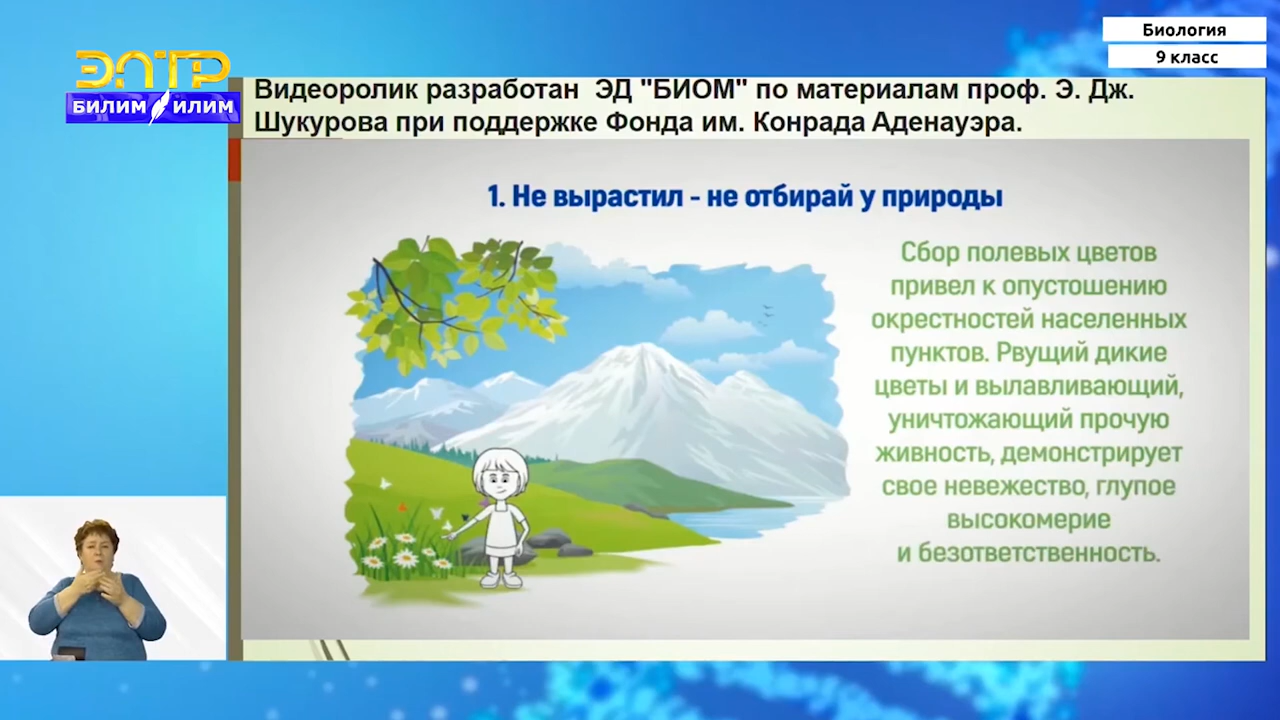 Биология
9 класс
ЭЛТР
БИЛИМ ИЛИМ
Видеоролик разработан ЭД "БИОМ" по материалам проф. Э. Дж.
Шукурова при поддержке Фонда им. Конрада Аденауэра.
1. Не вырастил - не отбирай у природы
Сбор полевых цветов
привел к опустошению
окрестностей населенных
пунктов. Рвущий дикие
цветы и вылавливающий,
уничтожающий прочую
живность, демонстрирует
свое невежество, глупое
высокомерие
и безответственность.